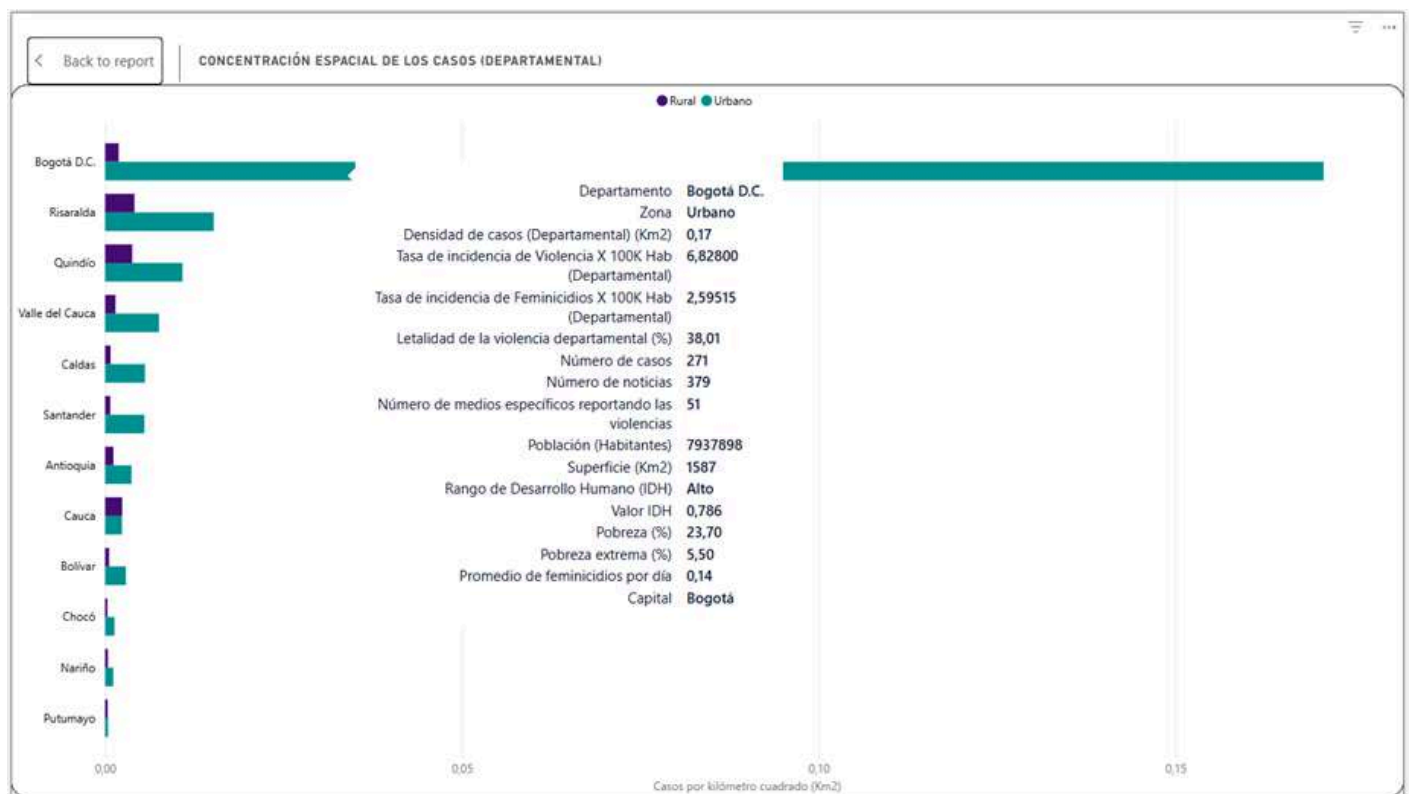 Back to report
CONCENTRACIÓN ESPACIAL DE LOS CASOS (DEPARTAMENTAL)
Rural Urbano
Bogotá D.C.
Risaralda
Quindío
Valle del Cauca
Caldas
Santander
Antioquia
Cauca
Bolívar
Chocó
Nariño
Putumayo
Departamento Bogotá D.C.
Zona Urbano
Densidad de casos (Departamental) (Km2) 0,17
Tasa de incidencia de Violencia X 100K Hab 6,82800
(Departamental)
Tasa de incidencia de Feminicidios X 100K Hab 2,59515
(Departamental)
Letalidad de la violencia departamental (%) 38,01
Número de casos 271
Número de noticias 379
Número de medios específicos reportando las 51
violencias
Población (Habitantes) 7937898
Superficie (Km2) 1587
Rango de Desarrollo Humano (IDH) Alto
Valor IDH 0,786
Pobreza (%) 23,70
Pobreza extrema (%) 5,50
Promedio de feminicidios por día 0,14
Capital Bogotá
0,00 0,05 0,10 0,15
Casos por kilómetro cuadrado (Km2)